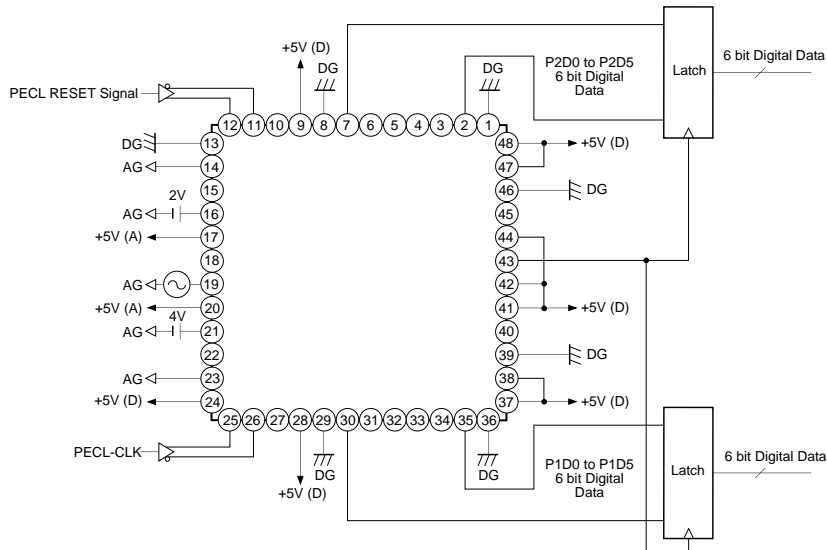 +5V (D)
DG
DG
P2D0 to P2D5
6 bit Digital
Data
Latch
6 bit Digital Data
PECL RESET Signal
12 11 10 9 8 7 6 5 4 3 2 1
DG 13
AG 14
15
2V
AG 16
+5V (A) 17
18
AG 19
+5V (A) 20
4V
AG 21
22
AG 23
+5V (D) 24
48 +5V (D)
47
46 DG
45
44
43
42
41 +5V (D)
40
39 DG
38
37 +5V (D)
25 26 27 28 29 30 31 32 33 34 35 36
PECL-CLK
+5V (D)
DG
DG
P1D0 to P1D5
6 bit Digital
Data
Latch
6 bit Digital Data